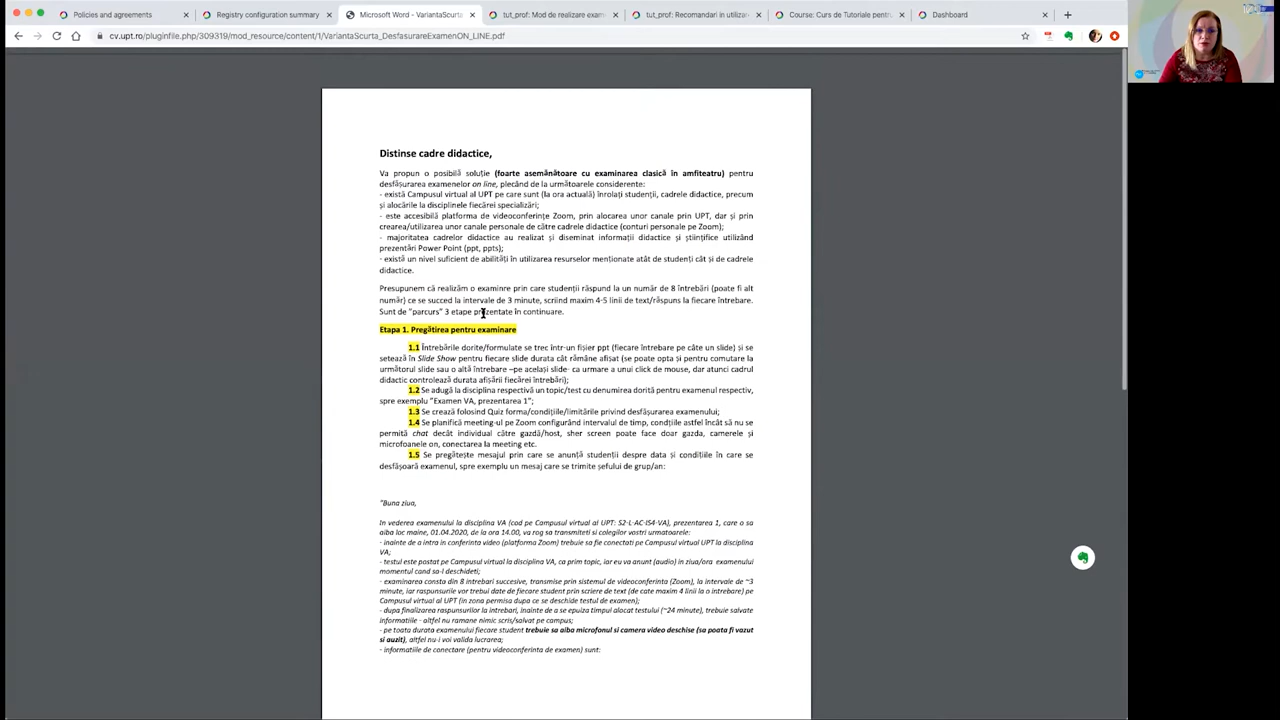 Policies and agreements
Registry configuration summary
Microsoft Word - VariantaScurta
tut_prof: Mod de realizare exam
tut_prof: Recomandari in utilizar
Course: Curs de Tutoriale pentr
Dashboard
cv.upt.ro/pluginfile.php/309319/mod_resource/content/1/VariantaScurta_DesfasurareExamenON_LINE.pdf
Distinse cadre didactice,
Va propun o posibilă soluție (foarte asemănătoare cu examinarea clasică în amfiteatru) pentru
desfășurarea examenelor on line, plecând de la următoarele considerente:
- există Campusul virtual al UPT pe care sunt (la ora actuală) înrolați studenții, cadrele didactice, precum
și alocările la disciplinele fiecărei specializări;
- este accesibilă platforma de videoconferințe Zoom, prin alocarea unor canale prin UPT, dar și prin
crearea/utilizarea unor canale personale de către cadrele didactice (conturi personale pe Zoom);
- majoritatea cadrelor didactice au realizat și diseminat informații didactice și științifice utilizând
prezentări Power Point (ppt, ppts);
- există un nivel suficient de abilități în utilizarea resurselor menționate atât de studenți cât și de cadrele
didactice.
Presupunem că realizăm o examinre prin care studenții răspund la un număr de 8 întrebări (poate fi alt
număr) ce se succed la intervale de 3 minute, scriind maxim 4-5 linii de text/răspuns la fiecare întrebare.
Sunt de "parcurs" 3 etape prezentate în continuare.
Etapa 1. Pregătirea pentru examinare
1.1 Întrebările dorite/formulate se trec într-un fișier ppt (fiecare întrebare pe câte un slide) și se
setează în Slide Show pentru fiecare slide durata cât rămâne afișat (se poate opta și pentru comutare la
următorul slide sau o altă întrebare –pe același slide- ca urmare a unui click de mouse, dar atunci cadrul
didactic controlează durata afișării fiecărei întrebări);
1.2 Se adugă la disciplina respectivă un topic/test cu denumirea dorită pentru examenul respectiv,
spre exemplu "Examen VA, prezentarea 1";
1.3 Se crează folosind Quiz forma/condițiile/limitările privind desfășurarea examenului;
1.4 Se planifică meeting-ul pe Zoom configurând intervalul de timp, condițiile astfel încât să nu se
permită chat decât individual către gazdă/host, sher screen poate face doar gazda, camerele și
microfoanele on, conectarea la meeting etc.
1.5 Se pregătește mesajul prin care se anunță studenții despre data și condițiile în care se
desfășoară examenul, spre exemplu un mesaj care se trimite șefului de grup/an:
"Buna ziua,
In vederea examenului la disciplina VA (cod pe Campusul virtual al UPT: S2-L-AC-IS4-VA), prezentarea 1, care o sa
aiba loc maine, 01.04.2020, de la ora 14.00, va rog sa transmiteti si colegilor vostri urmatoarele:
- inainte de a intra in conferinta video (platforma Zoom) trebuie sa fie conectati pe Campusul virtual UPT la disciplina
VA;
- testul este postat pe Campusul virtual la disciplina VA, ca prim topic, iar eu va anunt (audio) in ziua/ora examenului
momentul cand sa-l deschideti;
- examinarea consta din 8 intrebari succesive, transmise prin sistemul de videoconferinta (Zoom), la intervale de ~3
minute, iar raspunsurile vor trebui date de fiecare student prin scriere de text (de cate maxim 4 linii la o intrebare) pe
Campusul virtual al UPT (in zona permisa dupa ce se deschide testul de examen);
- dupa finalizarea raspunsurilor la intrebari, inainte de a se epuiza timpul alocat testului (~24 minute), trebuie salvate
informatiile - altfel nu ramane nimic scris/salvat pe campus;
- pe toata durata examenului fiecare student trebuie sa aiba microfonul si camera video deschise (sa poata fi vazut
si auzit), altfel nu-i voi valida lucrarea;
- informatiile de conectare (pentru videoconferinta de examen) sunt: